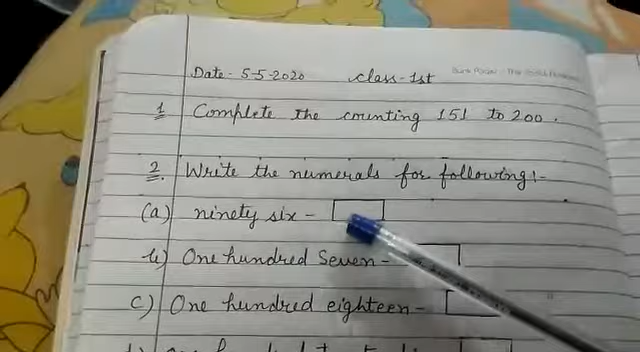 Date- 5-5-2020 class-1st
1 Complete the counting 151 to 200.
2. Write the numerals for following:-
(a) ninety six -
b) One hundred Seven -
c) One hundred eighteen -